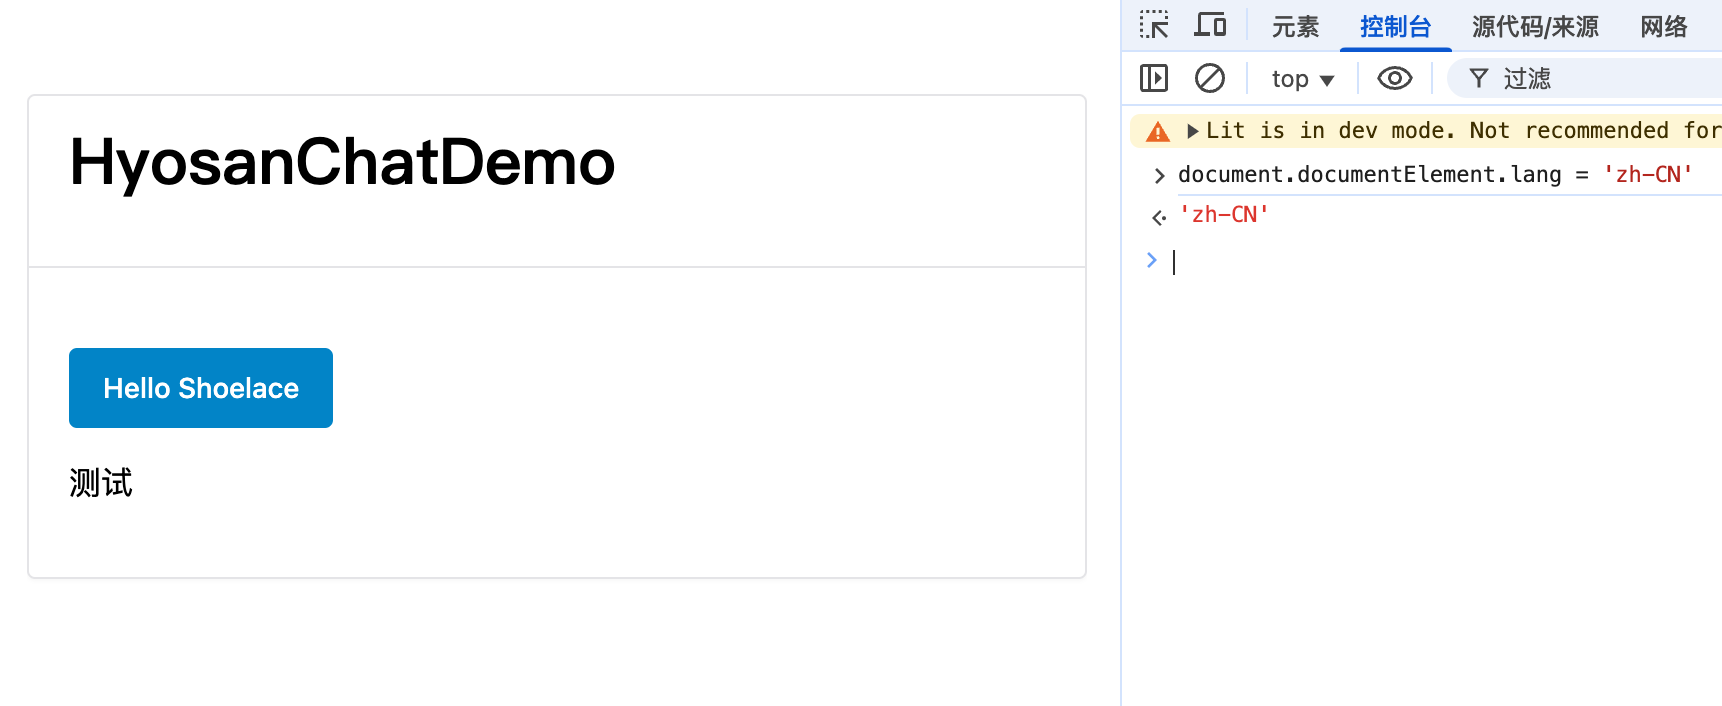 HyosanChatDemo
Hello Shoelace
测试
元素 控制台 源代码/来源 网络
top 过滤
Lit is in dev mode. Not recommended for
document.documentElement.lang = 'zh-CN'
'zh-CN'